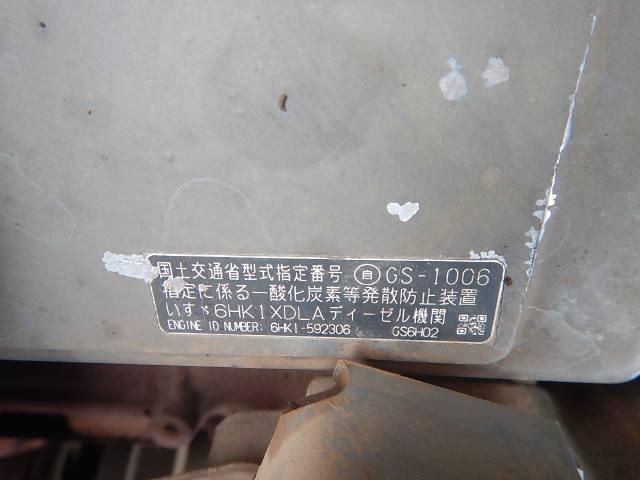 国土交通省型式指定番号 ㊀自 GS-1006
指定に係る一酸化炭素等発散防止装置
いすゞ6HK1XDLAディーゼル機関
ENGINE ID NUMBER: 6HK1-592306 GS6H02